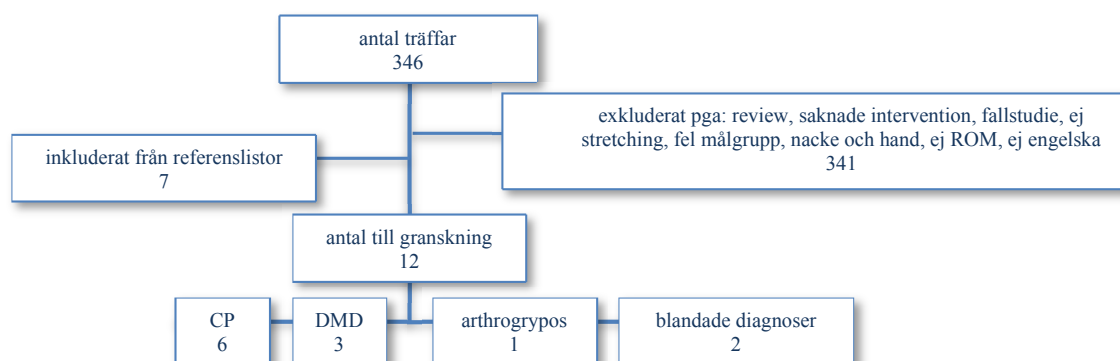 antal träffar
346
exkluderat pga: review, saknade intervention, fallstudie, ej
stretching, fel målgrupp, nacke och hand, ej ROM, ej engelska
341
inkluderat från referenslistor
7
antal till granskning
12
CP
6
DMD
3
arthrogrypos
1
blandade diagnoser
2